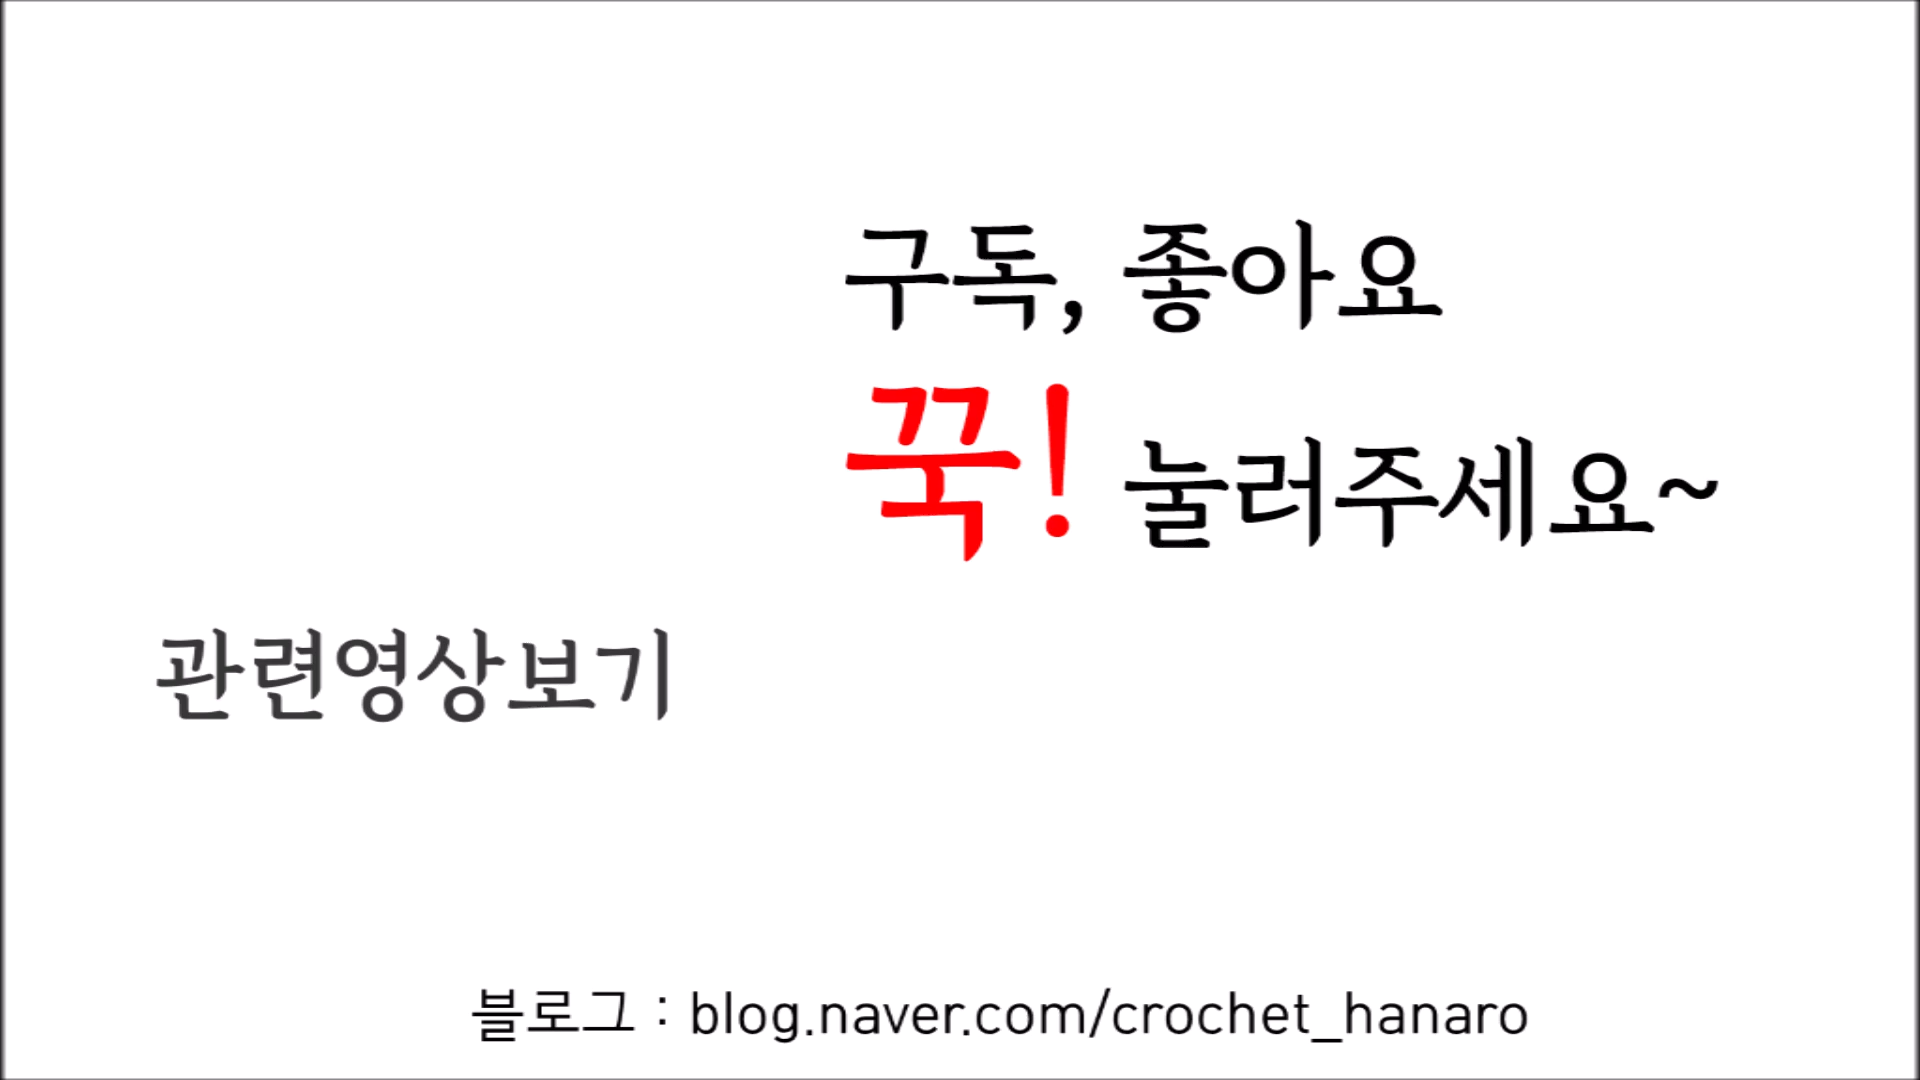 구독, 좋아요
꾹! 눌러주세요~
관련영상보기
블로그 : blog.naver.com/crochet_hanaro